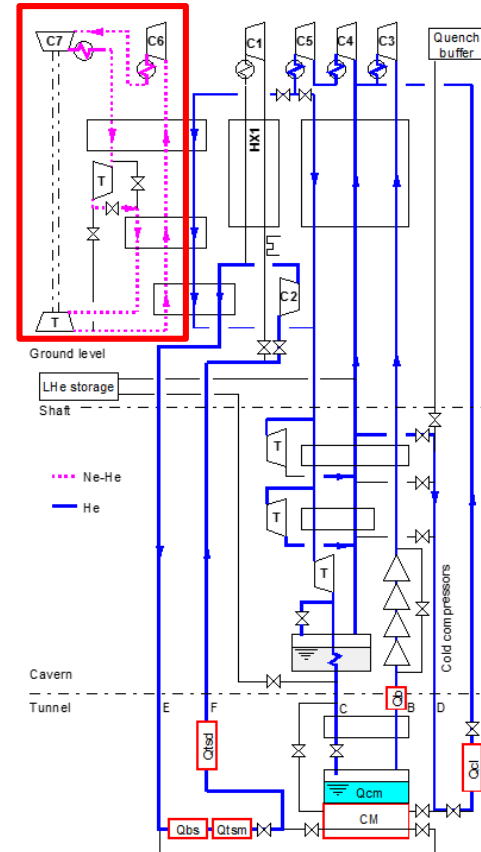 C7
C6
C1
C5
C4
C3
Quench
buffer
HX1
T
C2
T
Ground level
LHe storage
Shaft
Ne-He
He
T
T
T
Cold compressors
Cavern
Tunnel
E
F
C
Qb
B
D
Qtsd
Qcl
Qcm
Qbs
Qtsm
CM